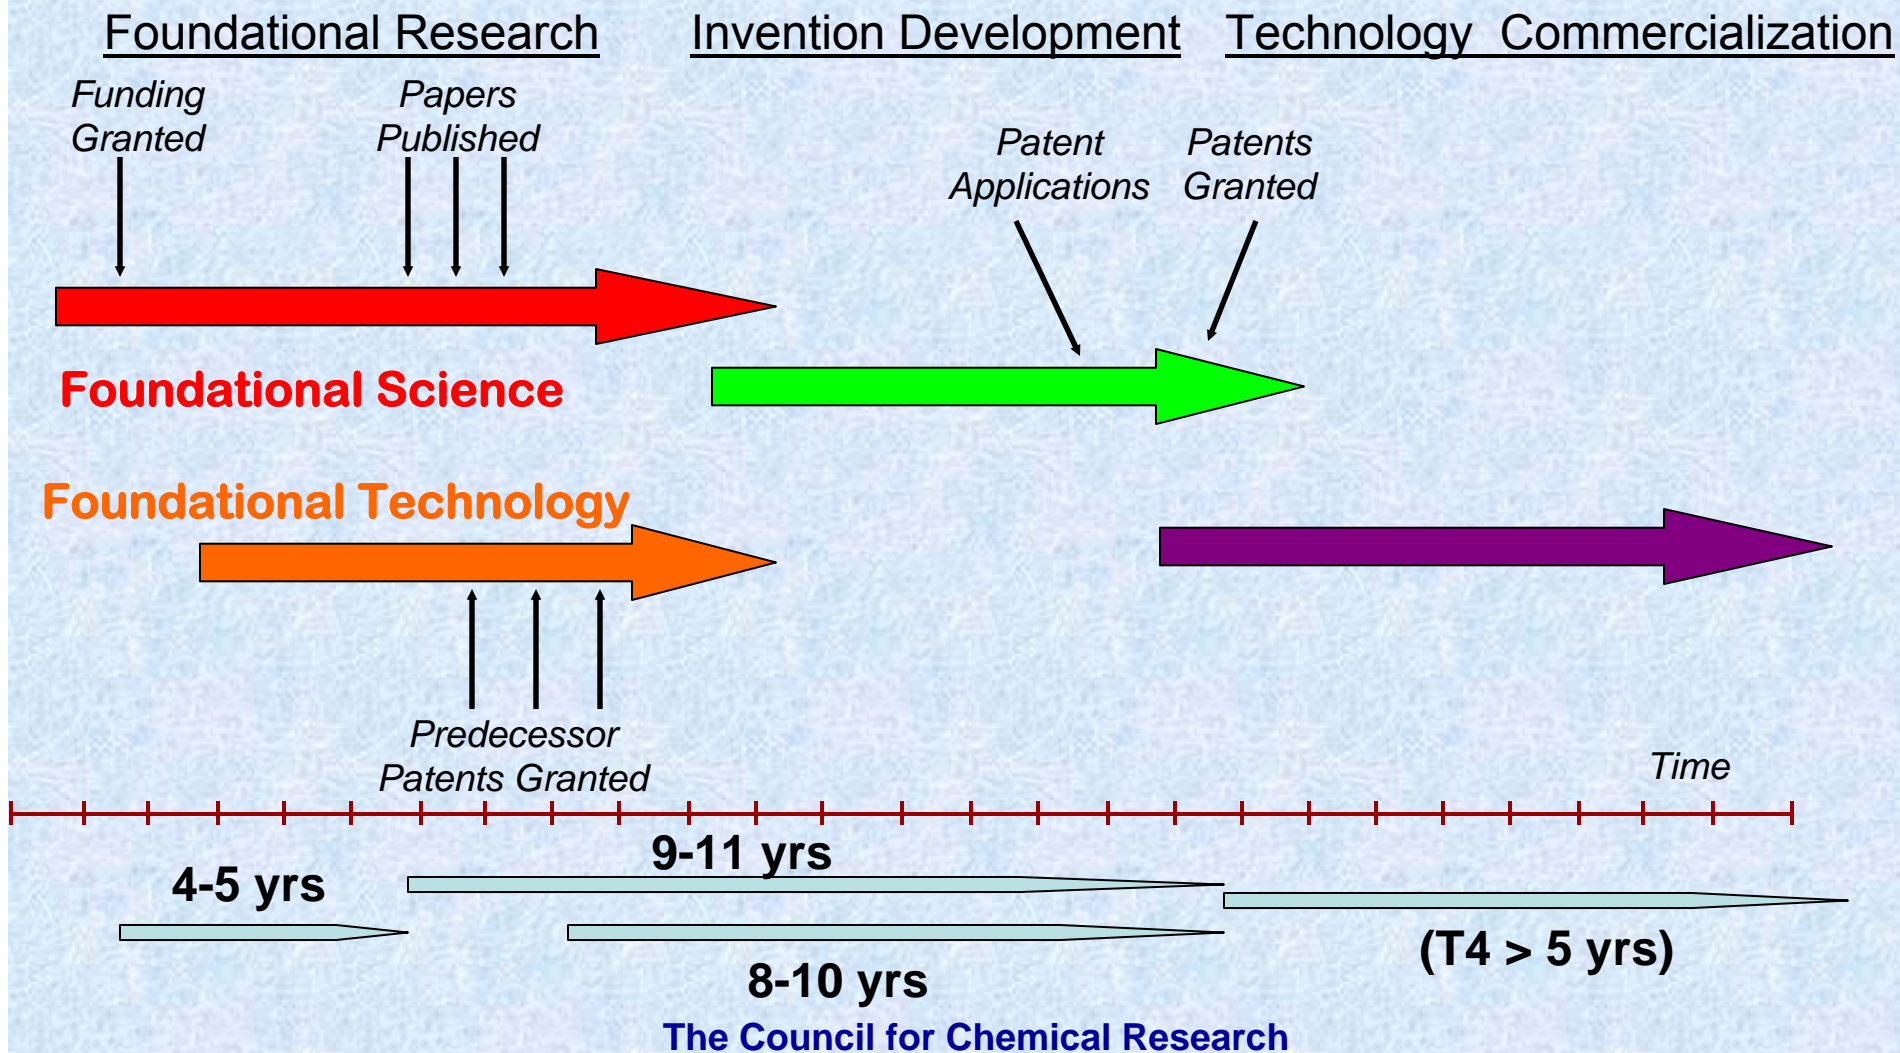 Foundational Research
Invention Development
Technology Commercialization
Funding
Granted
Papers
Published
Patent
Applications
Patents
Granted
Foundational Science
Foundational Technology
Predecessor
Patents Granted
Time
9-11 yrs
4-5 yrs
(T4 > 5 yrs)
8-10 yrs
The Council for Chemical Research